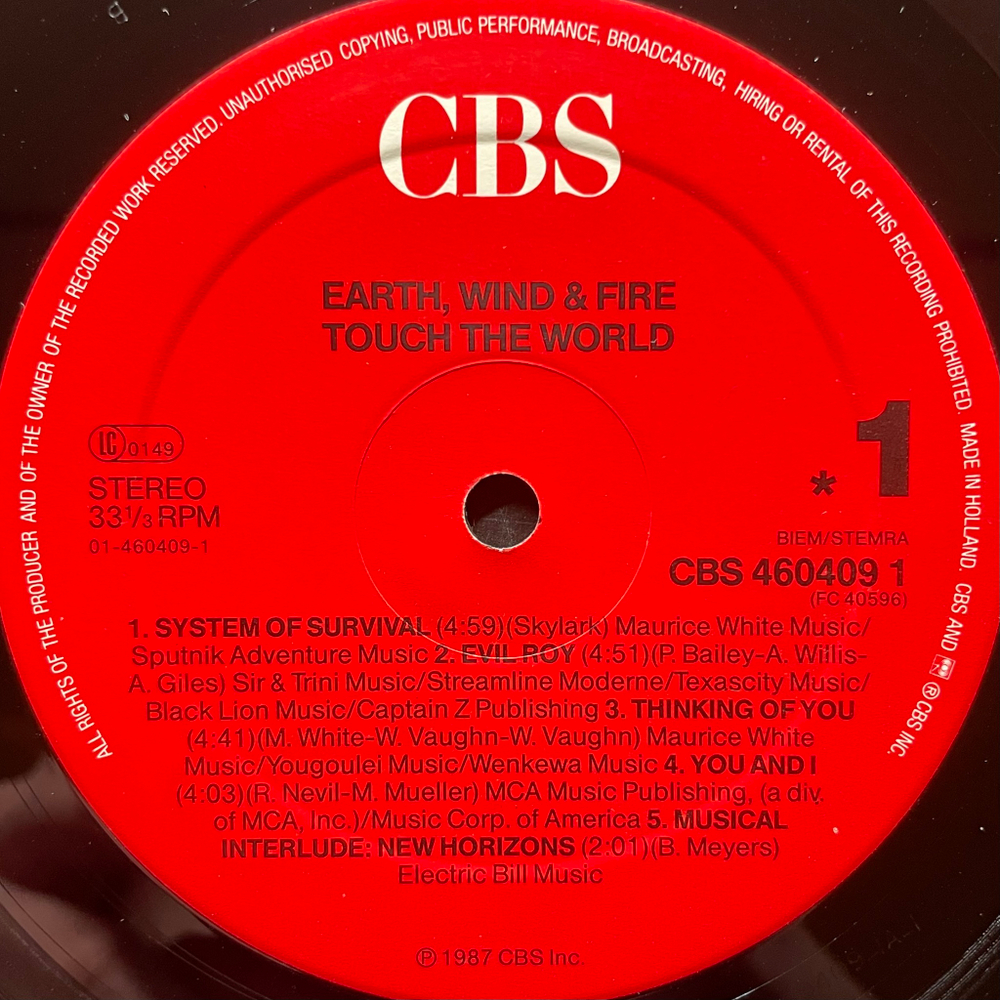 ALL RIGHTS OF THE PRODUCER AND OF THE OWNER OF THE RECORDED WORK RESERVED. UNAUTHORISED COPYING, PUBLIC PERFORMANCE, BROADCASTING, HIRING OR RENTAL OF THIS RECORDING PROHIBITED. MADE IN HOLLAND. CBS AND ℗ CBS INC.
CBS
EARTH, WIND & FIRE
TOUCH THE WORLD
LC 0149
STEREO
33 1/3 RPM
01-460409-1
1
*
BIEM/STEMRA
CBS 460409 1
(FC 40596)
1. SYSTEM OF SURVIVAL (4:59)(Skylark) Maurice White Music/
Sputnik Adventure Music 2. EVIL ROY (4:51)(P. Bailey-A. Willis-
A. Giles) Sir & Trini Music/Streamline Moderne/Texascity Music/
Black Lion Music/Captain Z Publishing 3. THINKING OF YOU
(4:41)(M. White-W. Vaughn-W. Vaughn) Maurice White
Music/Yougoulei Music/Wenkewa Music 4. YOU AND I
(4:03)(R. Nevil-M. Mueller) MCA Music Publishing, (a div.
of MCA, Inc.)/Music Corp. of America 5. MUSICAL
INTERLUDE: NEW HORIZONS (2:01)(B. Meyers)
Electric Bill Music
℗ 1987 CBS Inc.